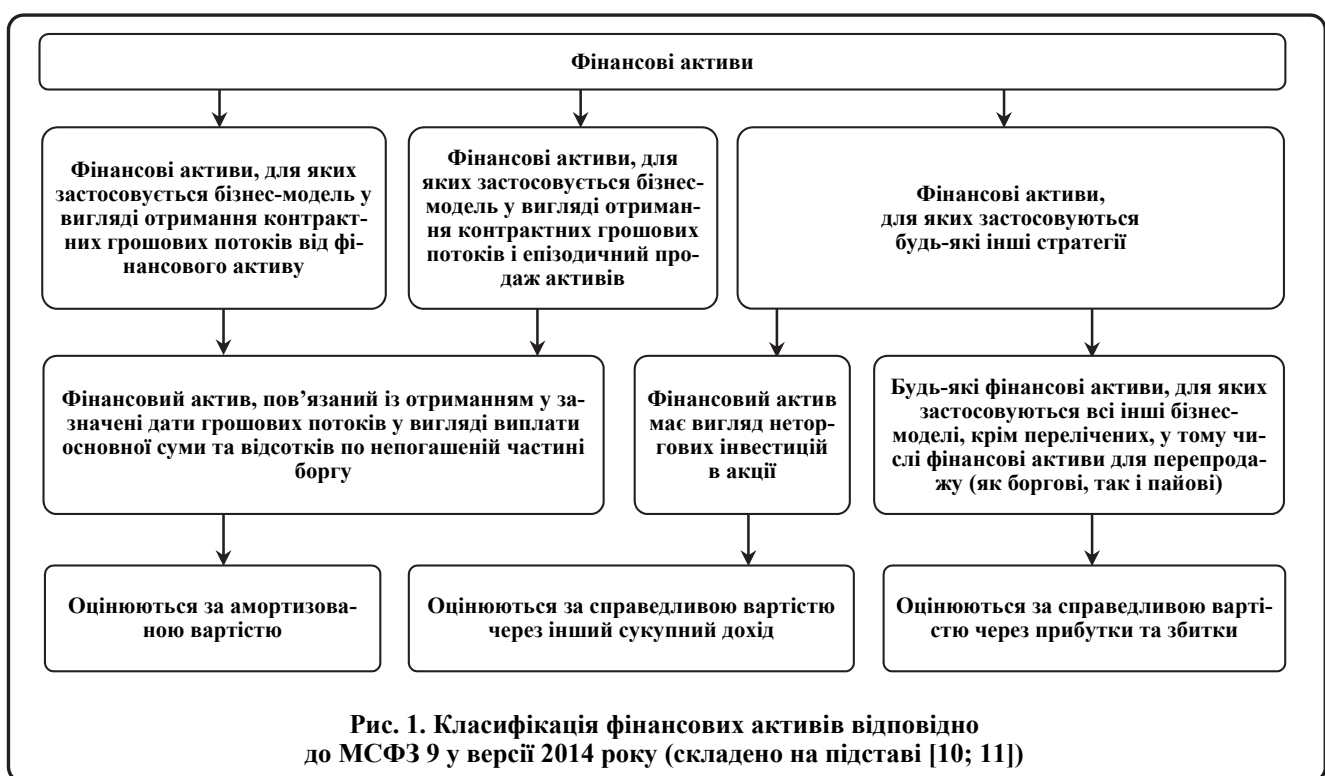 Фінансові активи
Фінансові активи, для яких
застосовується бізнес-модель у
вигляді отримання контракт-
них грошових потоків від фі-
нансового активу
Фінансові активи, для
яких застосовується бізнес-
модель у вигляді отриман-
ня контрактних грошових
потоків і епізодичний про-
даж активів
Фінансові активи,
для яких застосовуються
будь-які інші стратегії
Фінансовий актив, пов’язаний із отриманням у за-
значені дати грошових потоків у вигляді виплати
основної суми та відсотків по непогашеній частині
боргу
Фінансовий актив
має вигляд неторг-
гових інвестицій
в акції
Будь-які фінансові активи, для яких
застосовуються всі інші бізнес-
моделі, крім перелічених, у тому чи-
слі фінансові активи для перепрода-
жу (як боргові, так і пайові)
Оцінюються за амортизова-
ною вартістю
Оцінюються за справедливою вартістю
через інший сукупний дохід
Оцінюються за справедливою варті-
стю через прибутки та збитки
Рис. 1. Класифікація фінансових активів відповідно
до МСФЗ 9 у версії 2014 року (складено на підставі [10; 11])